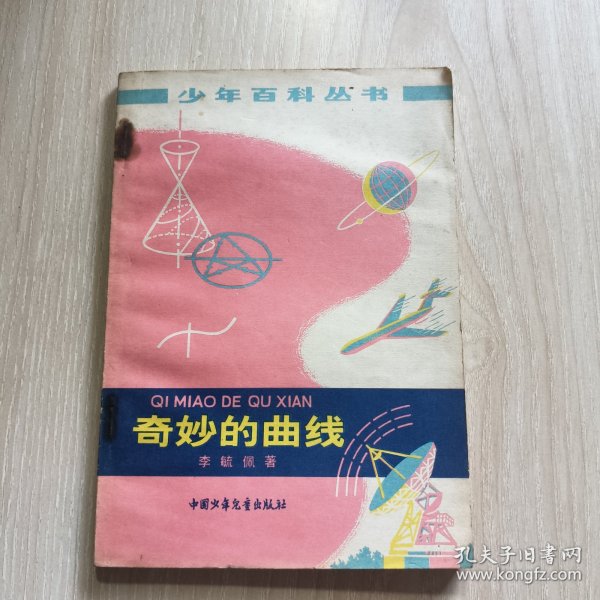 少年百科丛书
QI MIAO DE QU XIAN
奇妙的曲线
李毓佩著
中国少年儿童出版社
孔夫子旧书网
www.kongfz.com